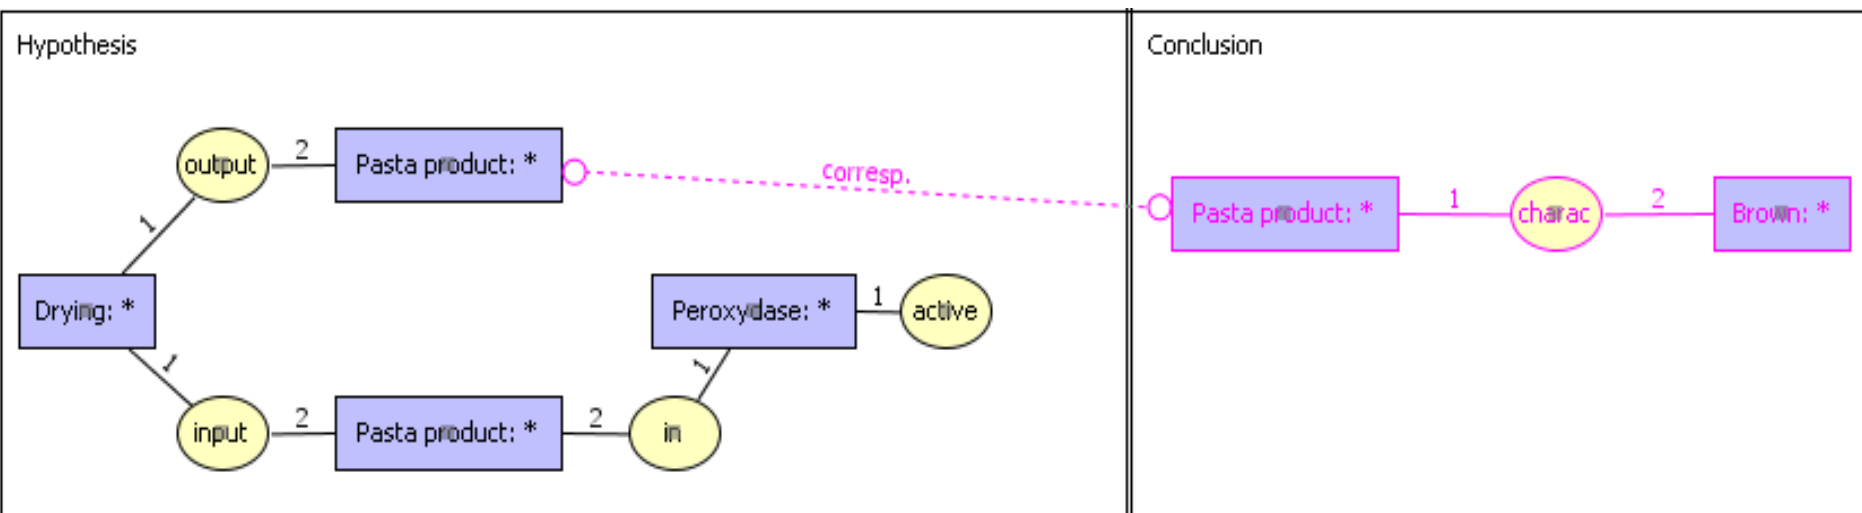 Hypothesis
Conclusion
output
2
Pasta product: *
corresp.
Pasta product: *
1
charac
2
Brown: *
1
Drying: *
Peroxydase: *
1
active
1
1
input
2
Pasta product: *
2
in